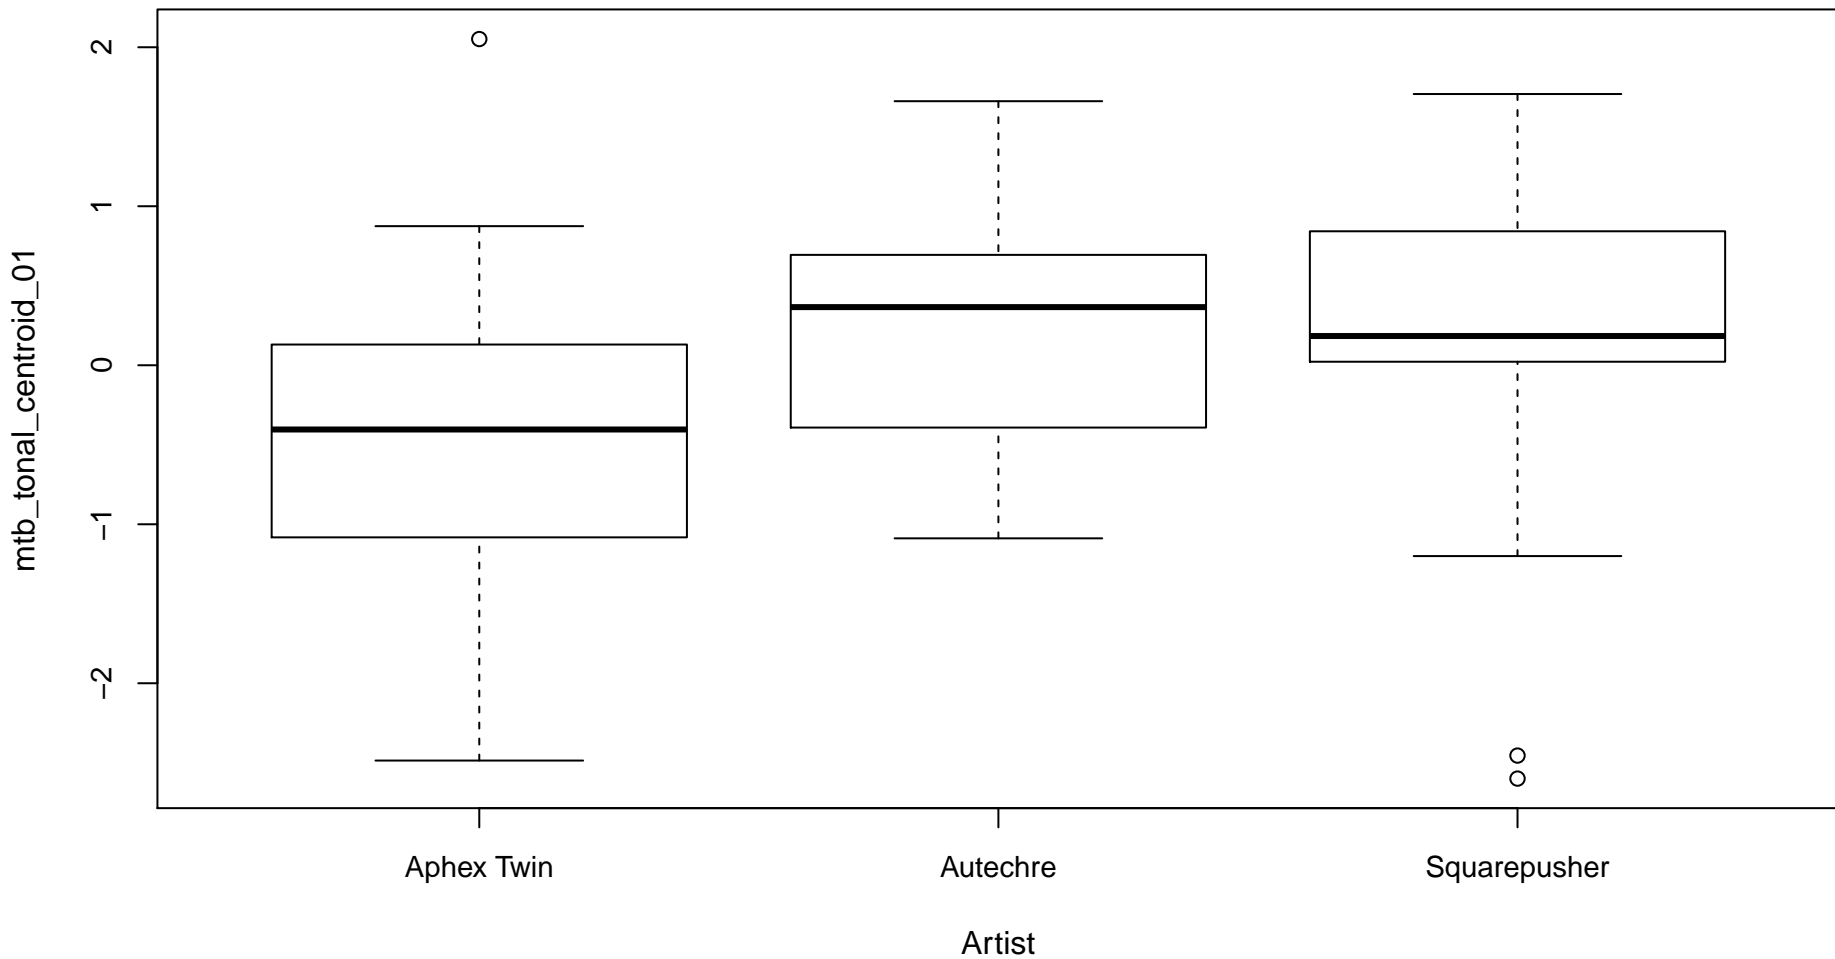 mtb_tonal_centroid_01
2
1
0
−1
−2
Aphex Twin Autechre Squarepusher
Artist